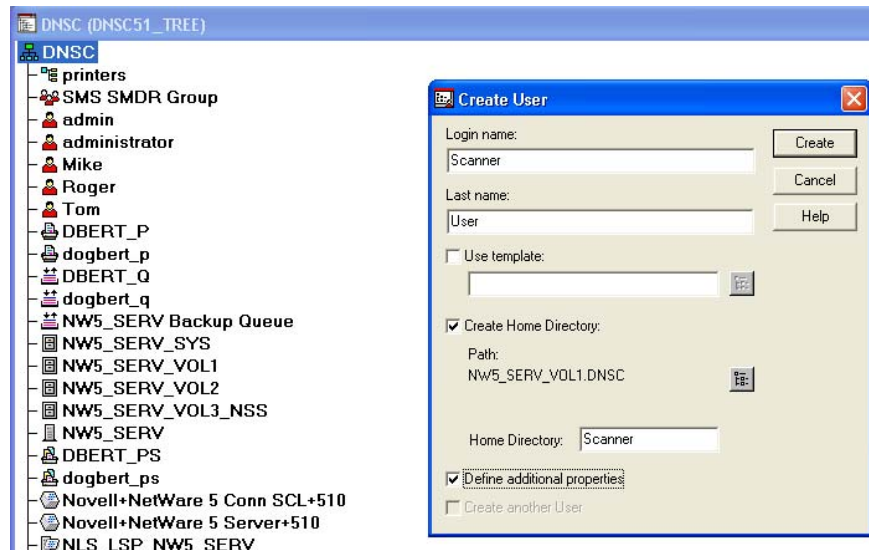 DNSC (DNSC51_TREE)
DNSC
printers
SMS SMDR Group
admin
administrator
Mike
Roger
Tom
DBERT_P
dogbert_p
DBERT_Q
dogbert_q
NW5_SERV Backup Queue
NW5_SERV_SYS
NW5_SERV_VOL1
NW5_SERV_VOL2
NW5_SERV_VOL3_NSS
NW5_SERV
DBERT_PS
dogbert_ps
Novell+NetWare 5 Conn SCL+510
Novell+NetWare 5 Server+510
NLS_LSP_NW5_SERV
Create User
Login name:
Scanner
Last name:
User
Use template:
Create Home Directory:
Path:
NW5_SERV_VOL1.DNSC
Home Directory: Scanner
Define additional properties
Create another User
Create
Cancel
Help